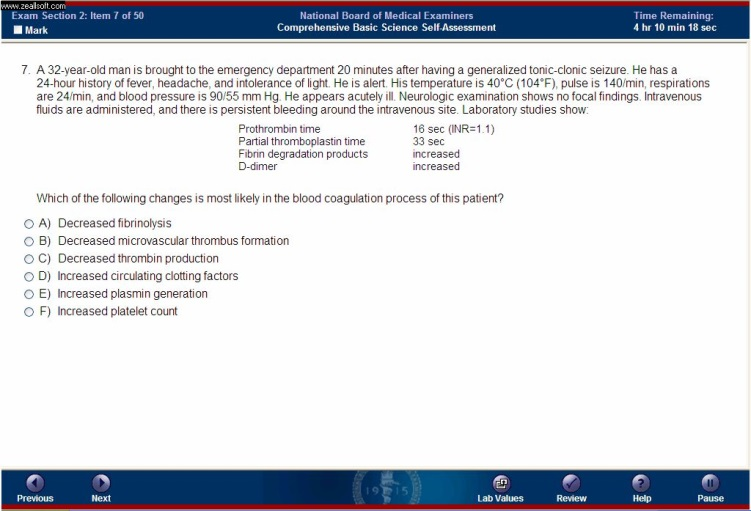 www.zeallsoft.com
Exam Section 2: Item 7 of 50
National Board of Medical Examiners
Time Remaining:
Mark
Comprehensive Basic Science Self-Assessment
4 hr 10 min 18 sec
7. A 32-year-old man is brought to the emergency department 20 minutes after having a generalized tonic-clonic seizure. He has a
24-hour history of fever, headache, and intolerance of light. He is alert. His temperature is 40°C (104°F), pulse is 140/min, respirations
are 24/min, and blood pressure is 90/55 mm Hg. He appears acutely ill. Neurologic examination shows no focal findings. Intravenous
fluids are administered, and there is persistent bleeding around the intravenous site. Laboratory studies show:
Prothrombin time 16 sec (INR=1.1)
Partial thromboplastin time 33 sec
Fibrin degradation products increased
D-dimer increased
Which of the following changes is most likely in the blood coagulation process of this patient?
A) Decreased fibrinolysis
B) Decreased microvascular thrombus formation
C) Decreased thrombin production
D) Increased circulating clotting factors
E) Increased plasmin generation
F) Increased platelet count
Previous
Next
19 15
Lab Values
Review
Help
Pause